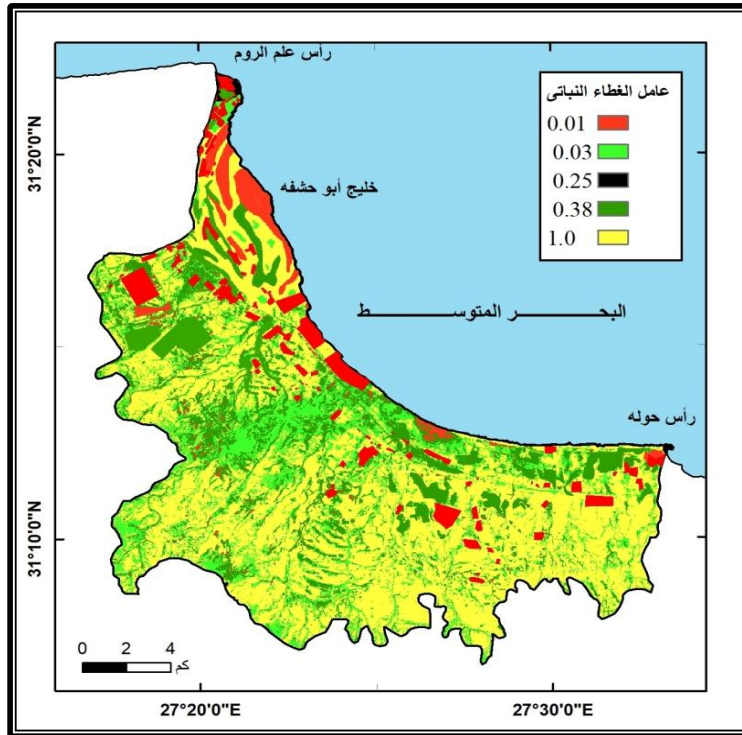 رأس علم الروم
عامل الغطاء النباتى
0.01
0.03
0.25
0.38
1.0
31°20'0"N
خليج أبو حشفه
البحـــــــــر المتوســـــــــط
رأس حوله
31°10'0"N
0 2 4
كم
27°20'0"E
27°30'0"E